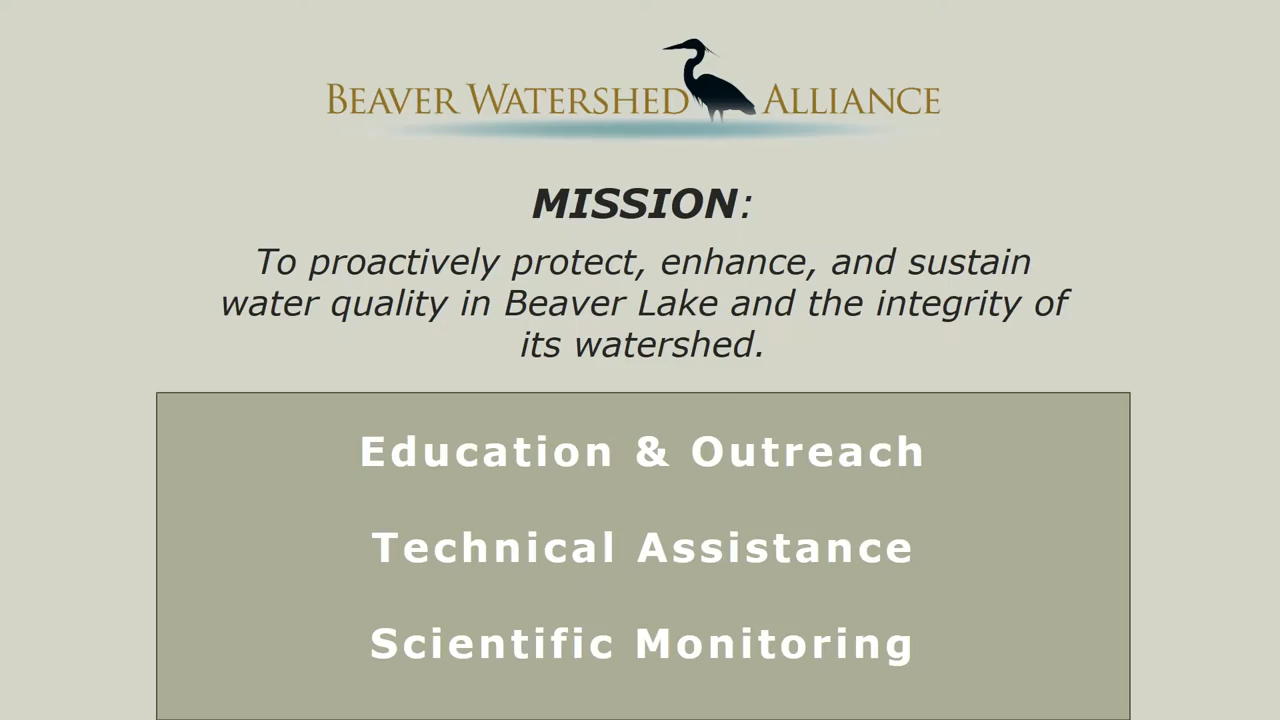 BEAVER WATERSHED ALLIANCE
MISSION:
To proactively protect, enhance, and sustain
water quality in Beaver Lake and the integrity of
its watershed.
Education & Outreach
Technical Assistance
Scientific Monitoring